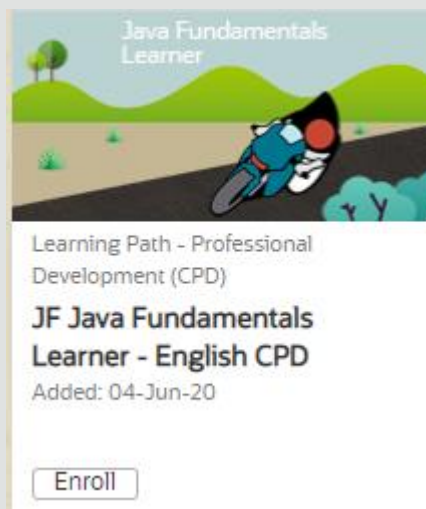 Java Fundamentals
Learner
Learning Path - Professional
Development (CPD)
JF Java Fundamentals
Learner - English CPD
Added: 04-Jun-20
Enroll